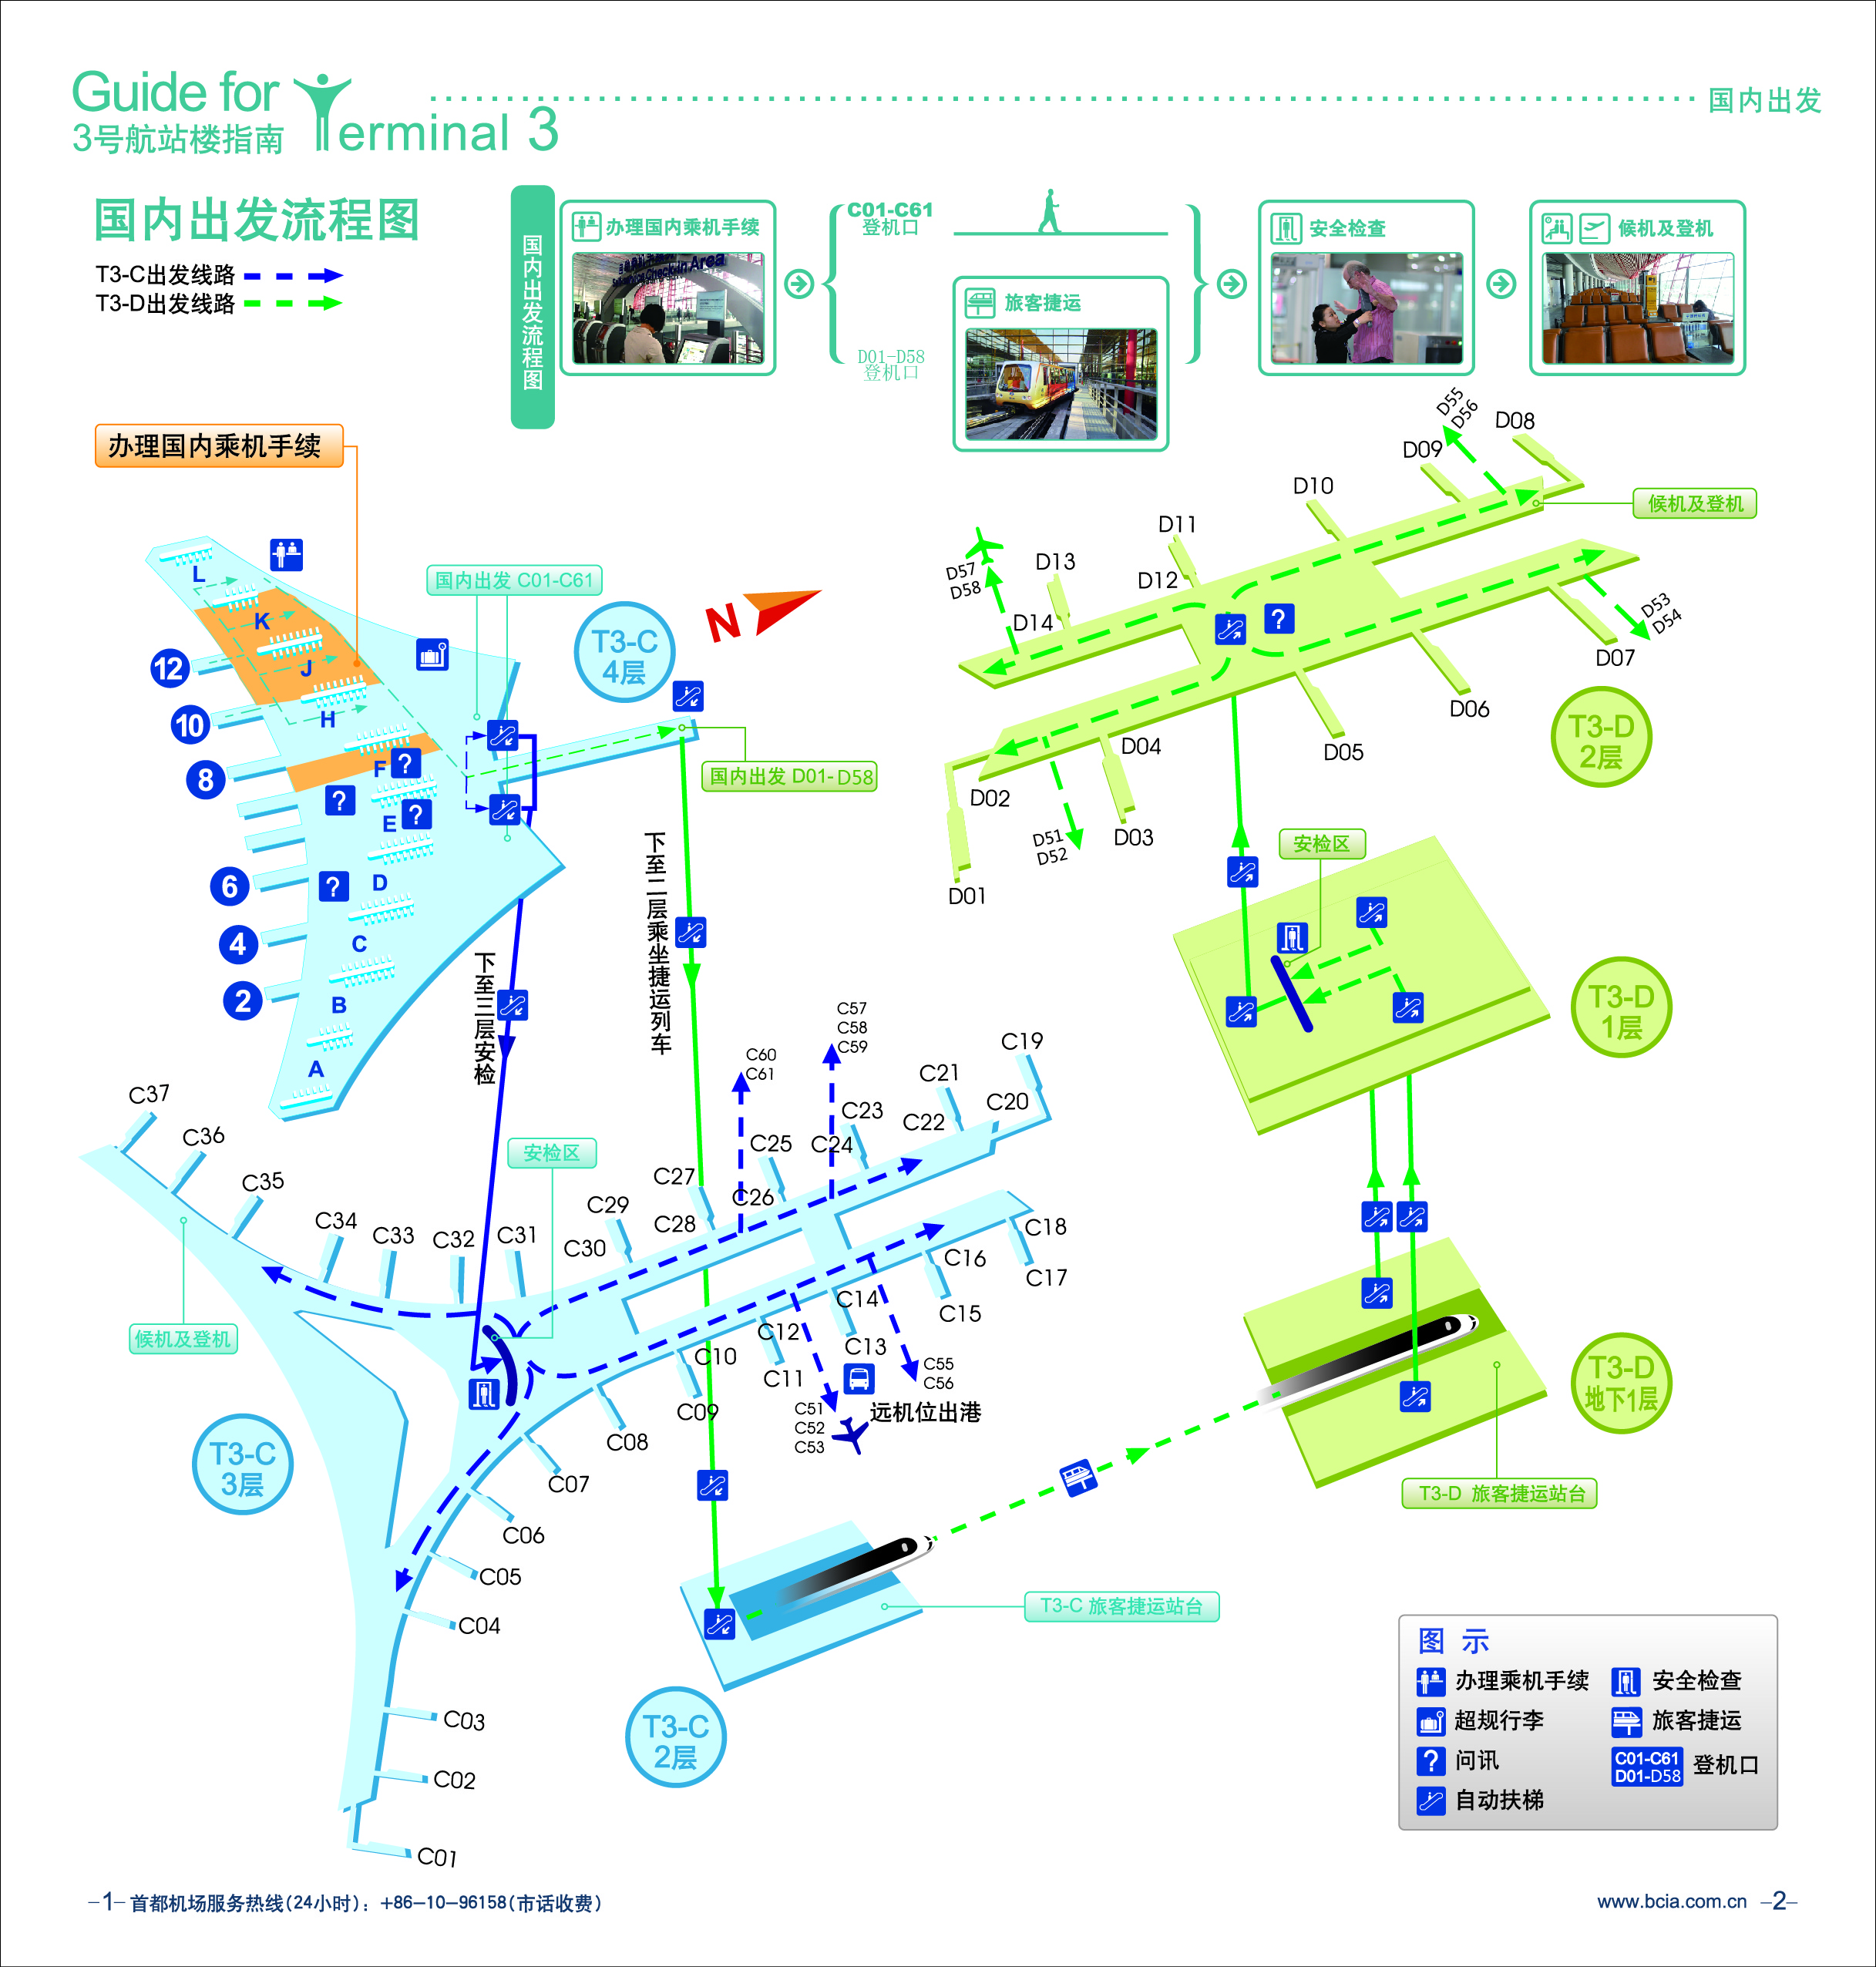 Guide for Terminal 3
3号航站楼指南
国内出发
国内出发流程图
T3-C出发线路
T3-D出发线路
国内出发流程图
办理国内乘机手续
C01-C61
登机口
D01-D58
登机口
旅客捷运
安全检查
候机及登机
办理国内乘机手续
L
K
J
H
F
E
D
C
B
A
12
10
8
6
4
2
国内出发 C01-C61
T3-C
4层
N
国内出发 D01-D58
下至二层乘坐捷运列车
下至三层安检
D55
D56
D08
D09
D10
D11
D12
D13
D14
D57
D58
候机及登机
D53
D54
D07
D06
D05
D04
D03
D02
D01
D51
D52
T3-D
2层
安检区
T3-D
1层
C57
C58
C59
C60
C61
C19
C20
C21
C22
C23
C24
C25
C26
C27
C28
C29
C30
C31
C32
C33
C34
C35
C36
C37
安检区
候机及登机
C18
C17
C16
C15
C14
C13
C12
C11
C10
C09
C08
C07
C06
C05
C04
C03
C02
C01
C55
C56
C51
C52
C53
远机位出港
T3-C
3层
T3-D
地下1层
T3-D 旅客捷运站台
T3-C 旅客捷运站台
T3-C
2层
图 示
办理乘机手续
安全检查
超规行李
旅客捷运
问讯
C01-C61
D01-D58
登机口
自动扶梯
–1– 首都机场服务热线(24小时): +86–10–96158(市话收费)
www.bcia.com.cn –2–